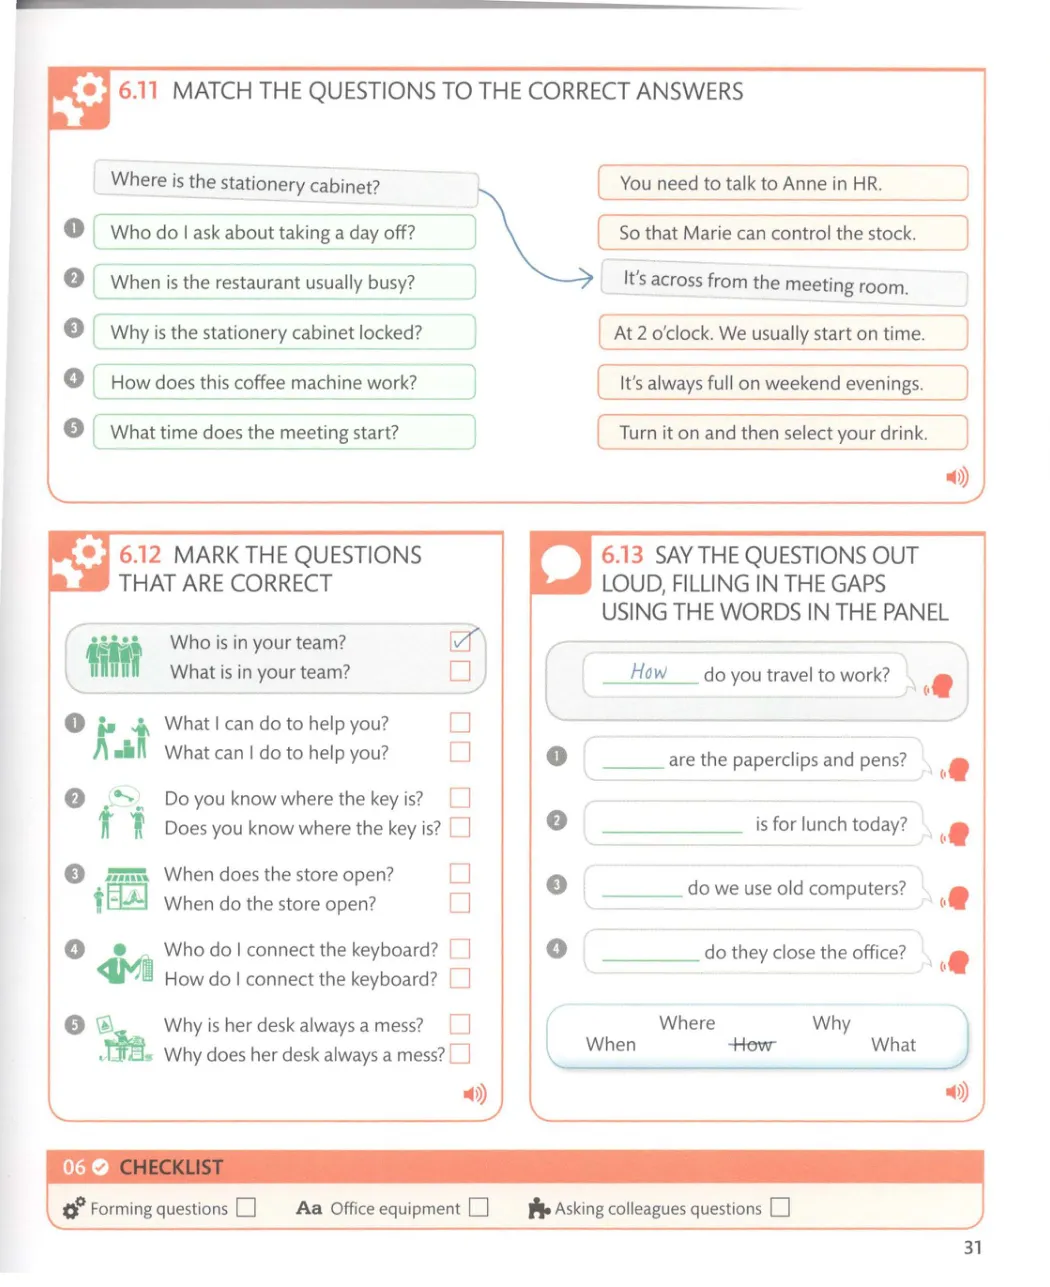 6.11 MATCH THE QUESTIONS TO THE CORRECT ANSWERS
Where is the stationery cabinet?
1 Who do I ask about taking a day off?
2 When is the restaurant usually busy?
3 Why is the stationery cabinet locked?
4 How does this coffee machine work?
5 What time does the meeting start?
You need to talk to Anne in HR.
So that Marie can control the stock.
It's across from the meeting room.
At 2 o'clock. We usually start on time.
It's always full on weekend evenings.
Turn it on and then select your drink.
6.12 MARK THE QUESTIONS
THAT ARE CORRECT
Who is in your team?
What is in your team?
1 What I can do to help you?
What can I do to help you?
2 Do you know where the key is?
Does you know where the key is?
3 When does the store open?
When do the store open?
4 Who do I connect the keyboard?
How do I connect the keyboard?
5 Why is her desk always a mess?
Why does her desk always a mess?
6.13 SAY THE QUESTIONS OUT
LOUD, FILLING IN THE GAPS
USING THE WORDS IN THE PANEL
How do you travel to work?
1 ______ are the paperclips and pens?
2 ______ is for lunch today?
3 ______ do we use old computers?
4 ______ do they close the office?
Where Why
When How What
06 CHECKLIST
Forming questions Aa Office equipment Asking colleagues questions
31